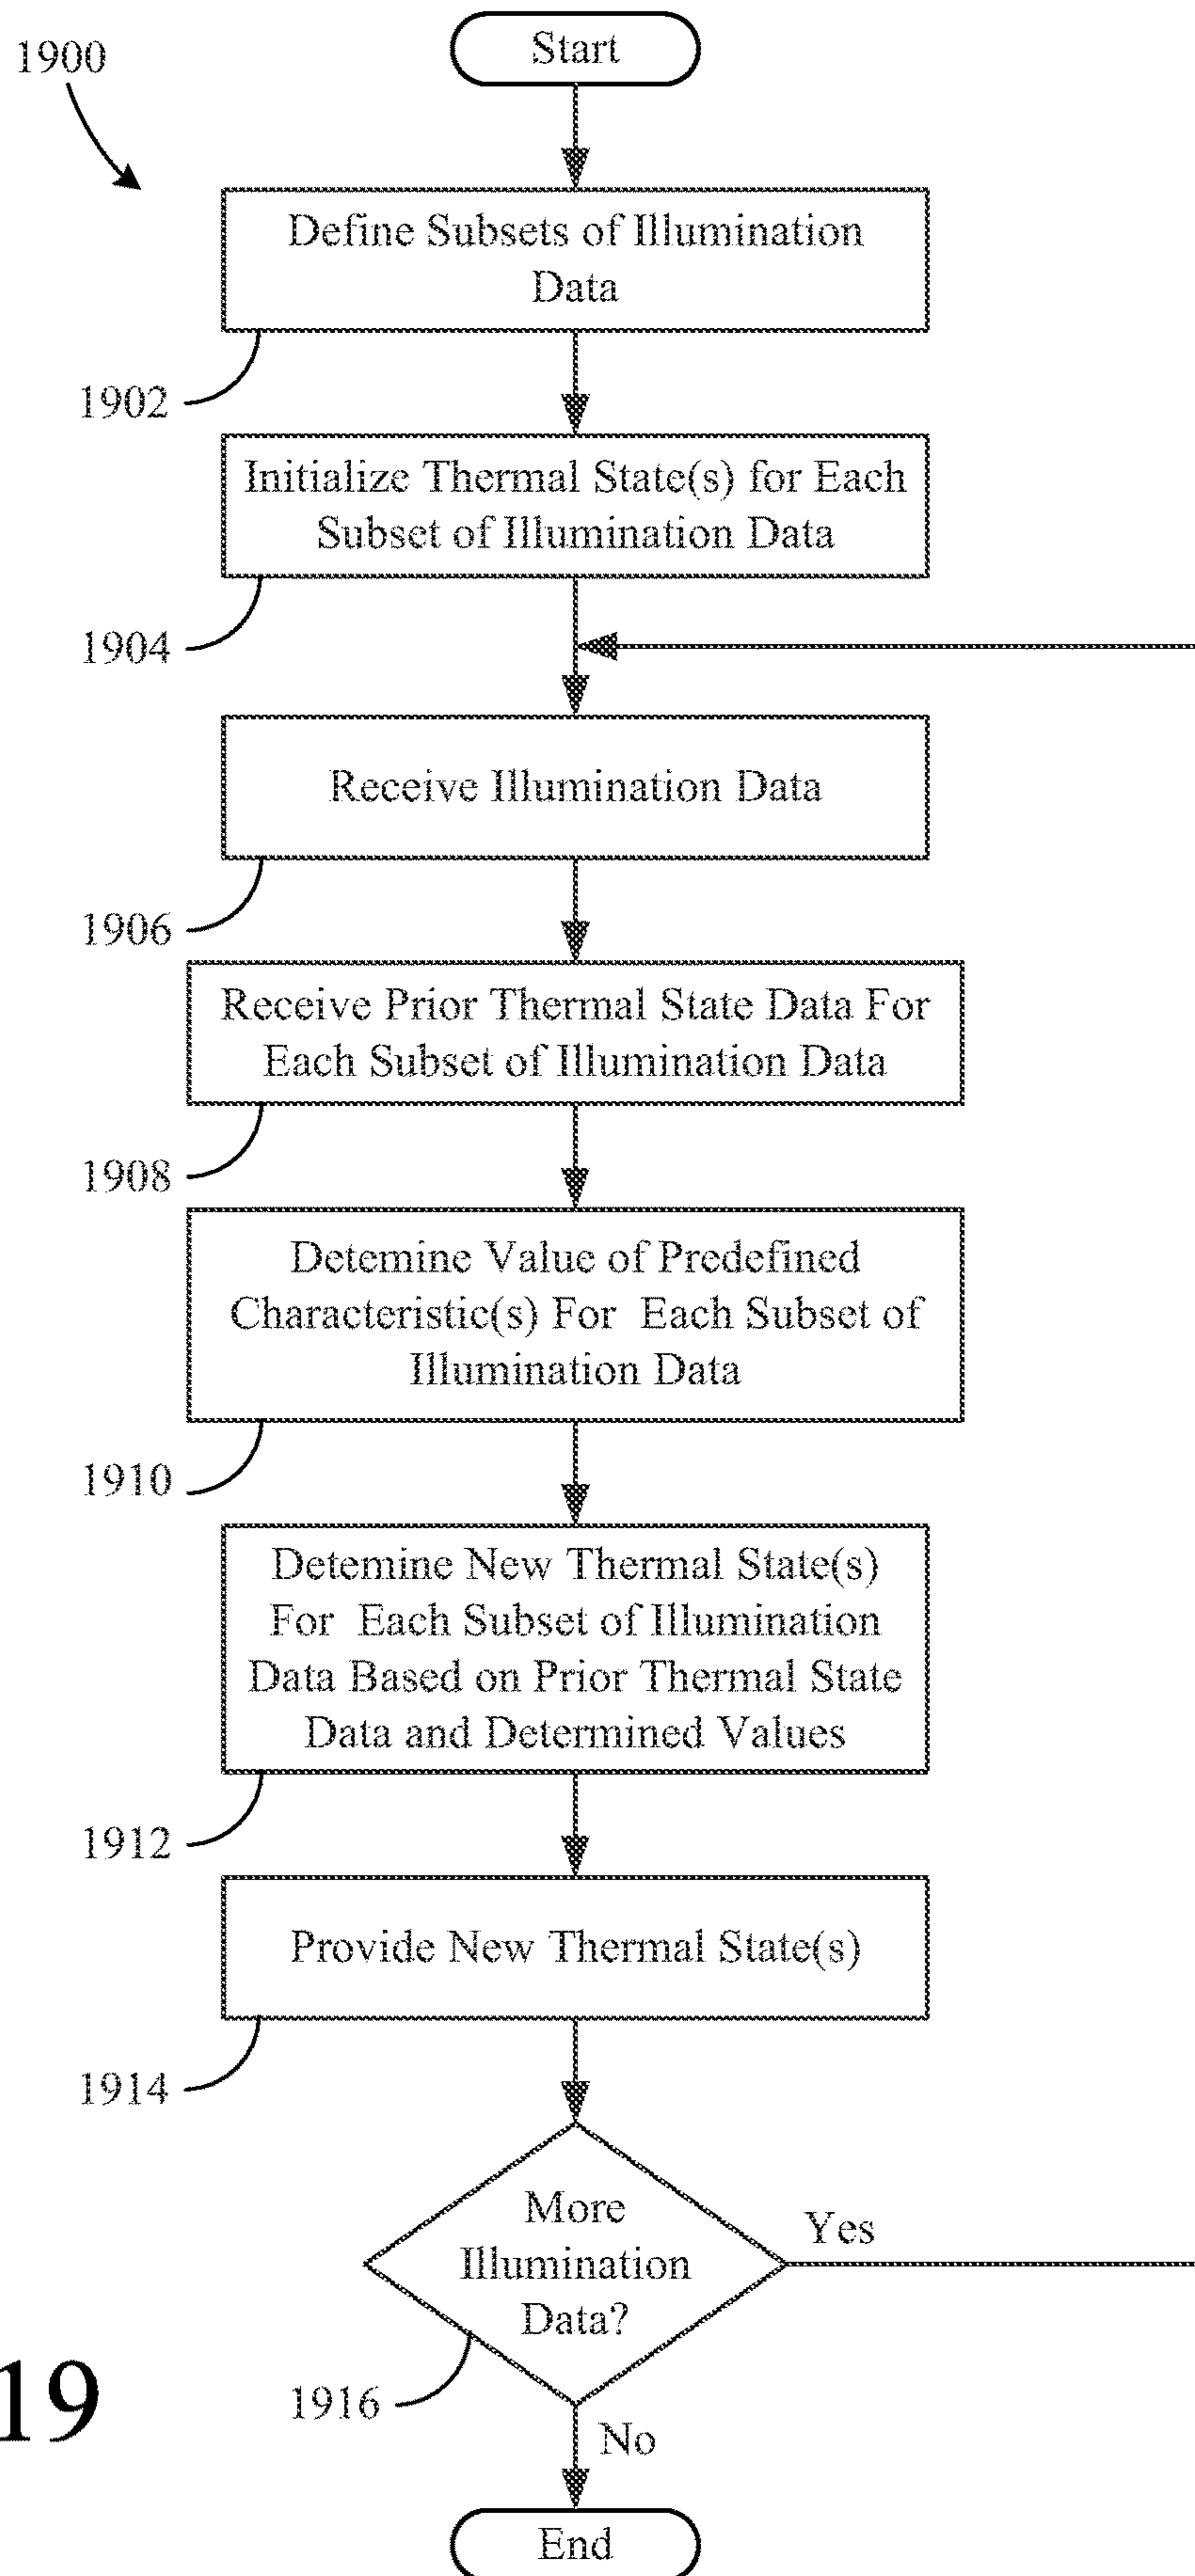 1900
Start
Define Subsets of Illumination
Data
1902
Initialize Thermal State(s) for Each
Subset of Illumination Data
1904
Receive Illumination Data
1906
Receive Prior Thermal State Data For
Each Subset of Illumination Data
1908
Detemine Value of Predefined
Characteristic(s) For Each Subset of
Illumination Data
1910
Detemine New Thermal State(s)
For Each Subset of Illumination
Data Based on Prior Thermal State
Data and Determined Values
1912
Provide New Thermal State(s)
1914
More
Illumination
Data?
Yes
1916
No
End
19